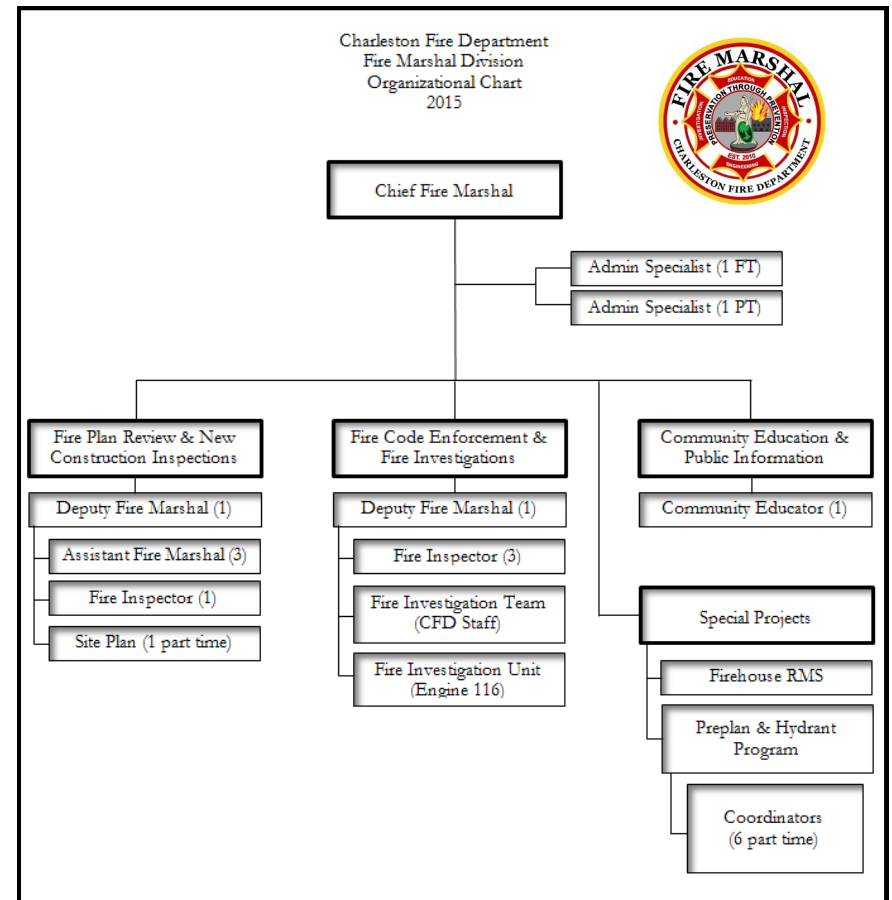 Charleston Fire Department
Fire Marshal Division
Organizational Chart
2015
FIRE MARSHAL
EDUCATION
PRESERVATION THROUGH PREVENTION
INVESTIGATION
INSPECTION
EST. 2010
ENGINEERING
CHARLESTON FIRE DEPARTMENT
Chief Fire Marshal
Admin Specialist (1 FT)
Admin Specialist (1 PT)
Fire Plan Review & New
Construction Inspections
Deputy Fire Marshal (1)
Assistant Fire Marshal (3)
Fire Inspector (1)
Site Plan (1 part time)
Fire Code Enforcement &
Fire Investigations
Deputy Fire Marshal (1)
Fire Inspector (3)
Fire Investigation Team
(CFD Staff)
Fire Investigation Unit
(Engine 116)
Community Education &
Public Information
Community Educator (1)
Special Projects
Firehouse RMS
Preplan & Hydrant
Program
Coordinators
(6 part time)